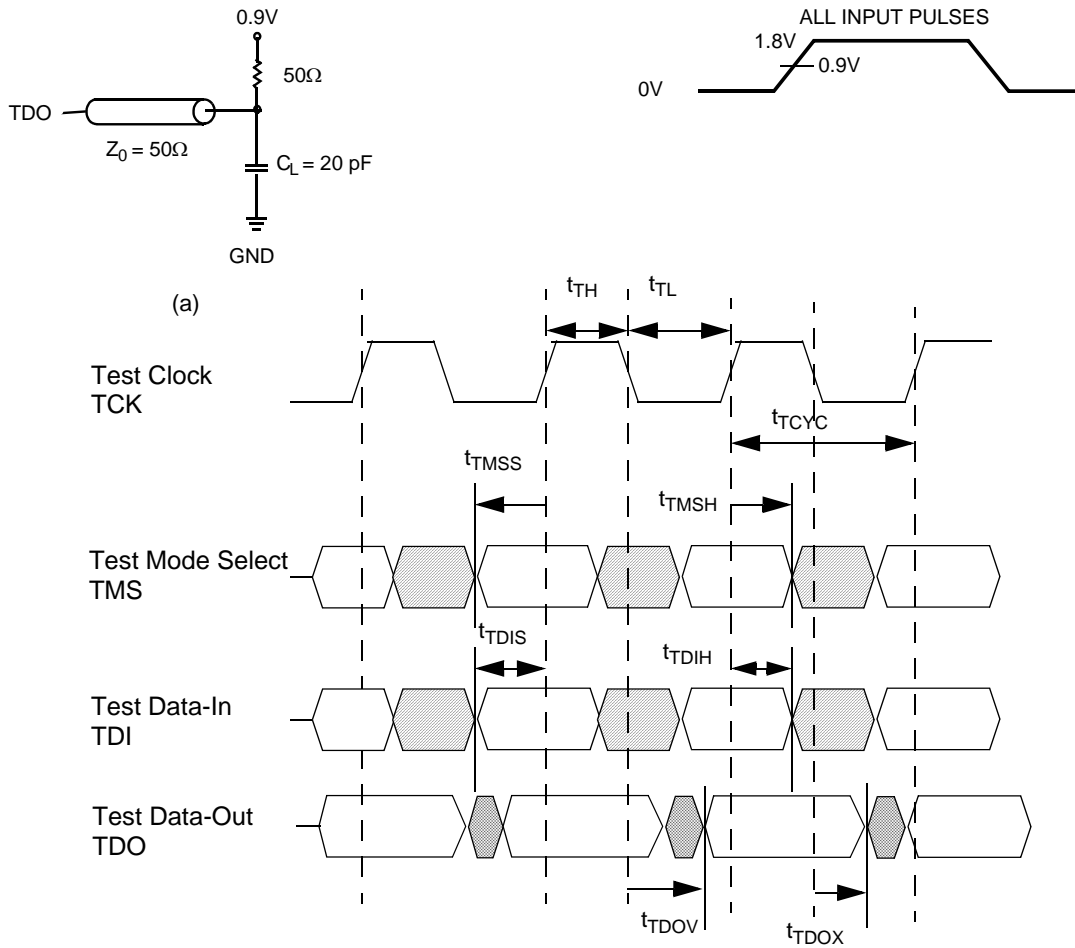 0.9V
ALL INPUT PULSES
1.8V
50Ω
0.9V
0V
TDO
Z0 = 50Ω
CL = 20 pF
GND
(a)
tTH
tTL
Test Clock
TCK
tTCYC
tTMSS
tTMSH
Test Mode Select
TMS
tTDIS
tTDIH
Test Data-In
TDI
Test Data-Out
TDO
tTDOV
tTDOX